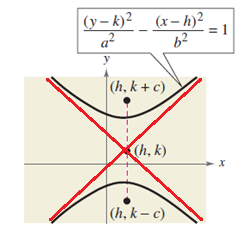 (y – k)²/a² – (x – h)²/b² = 1
y
(h, k + c)
(h, k)
x
(h, k – c)